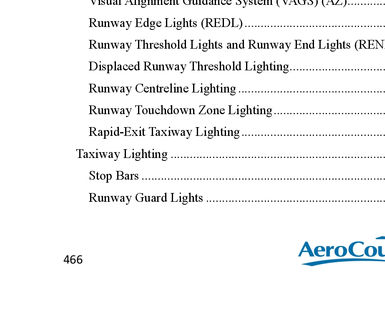 Visual Alignment Guidance System (VAGS) (AZ)..............
Runway Edge Lights (REDL)..............................................
Runway Threshold Lights and Runway End Lights (REN
Displaced Runway Threshold Lighting...............................
Runway Centreline Lighting ...............................................
Runway Touchdown Zone Lighting....................................
Rapid-Exit Taxiway Lighting..............................................
Taxiway Lighting .....................................................................
Stop Bars ..............................................................................
Runway Guard Lights ..........................................................
466
AeroCou